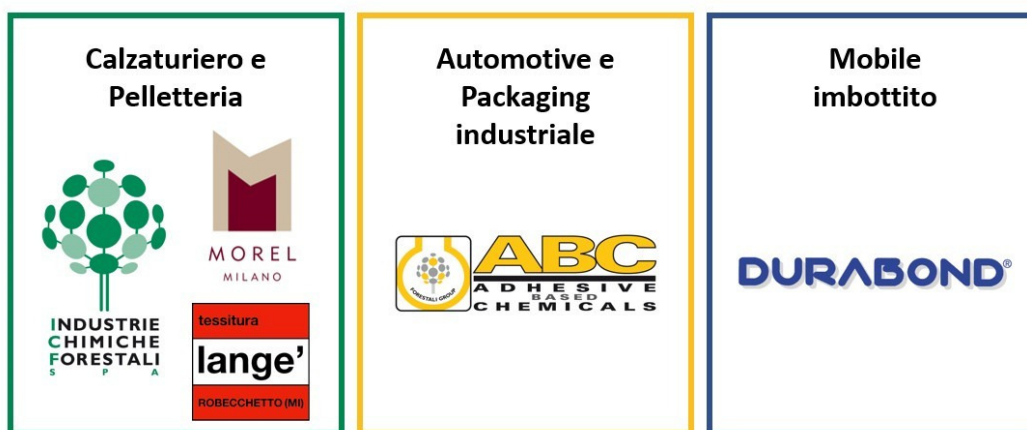 Calzaturiero e
Pelletteria
MOREL
MILANO
INDUSTRIE
CHIMICHE
FORESTALI
S P A
tessitura
lange'
ROBECCHETTO (MI)
Automotive e
Packaging
industriale
FORESTALI GROUP
ABC
ADHESIVE
BASED
CHEMICALS
Mobile
imbottito
DURABOND®